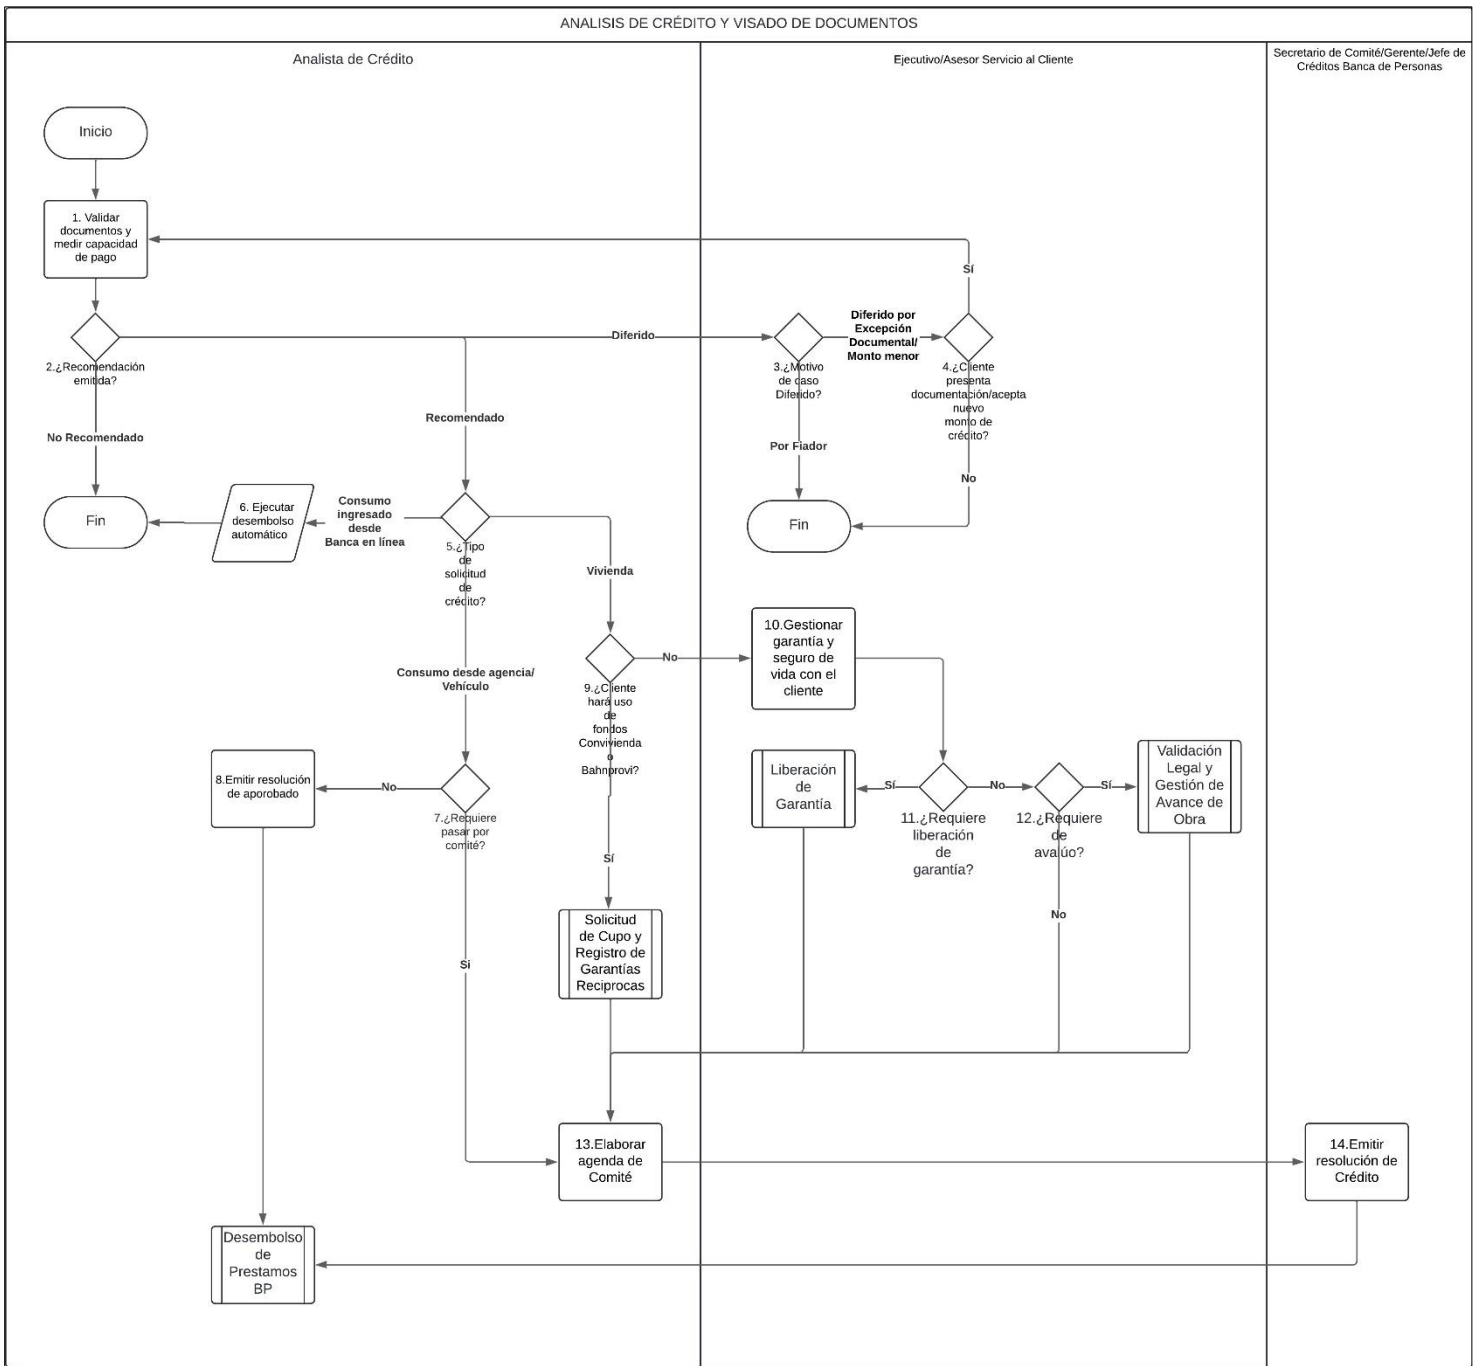 ANALISIS DE CRÉDITO Y VISADO DE DOCUMENTOS
Analista de Crédito
Ejecutivo/Asesor Servicio al Cliente
Secretario de Comité/Gerente/Jefe de
Créditos Banca de Personas
Inicio
1. Validar
documentos y
medir capacidad
de pago
Sí
2.¿Recomendación
emitida?
Diferido
3.¿Motivo
de caso
Diferido?
Diferido por
Excepción
Documental/
Monto menor
4.¿Cliente
presenta
documentación/acepta
nuevo
monto de
crédito?
No Recomendado
Recomendado
Por Fiador
No
Fin
6. Ejecutar
desembolso
automático
Consumo
ingresado
desde
Banca en línea
5.¿Tipo
de
solicitud
de
crédito?
Fin
Vivienda
Consumo desde agencia/
Vehículo
9.¿Cliente
hará uso
de
fondos
Convivienda
o
Bahnprovi?
No
10.Gestionar
garantía y
seguro de
vida con el
cliente
8.Emitir resolución
de aporobado
No
7.¿Requiere
pasar por
comité?
Liberación
de
Garantía
Sí
11.¿Requiere
liberación
de
garantía?
No
12.¿Requiere
de
avalúo?
Sí
Validación
Legal y
Gestión de
Avance de
Obra
Sí
No
Si
Solicitud
de Cupo y
Registro de
Garantías
Reciprocas
13.Elaborar
agenda de
Comité
14.Emitir
resolución de
Crédito
Desembolso
de
Prestamos
BP